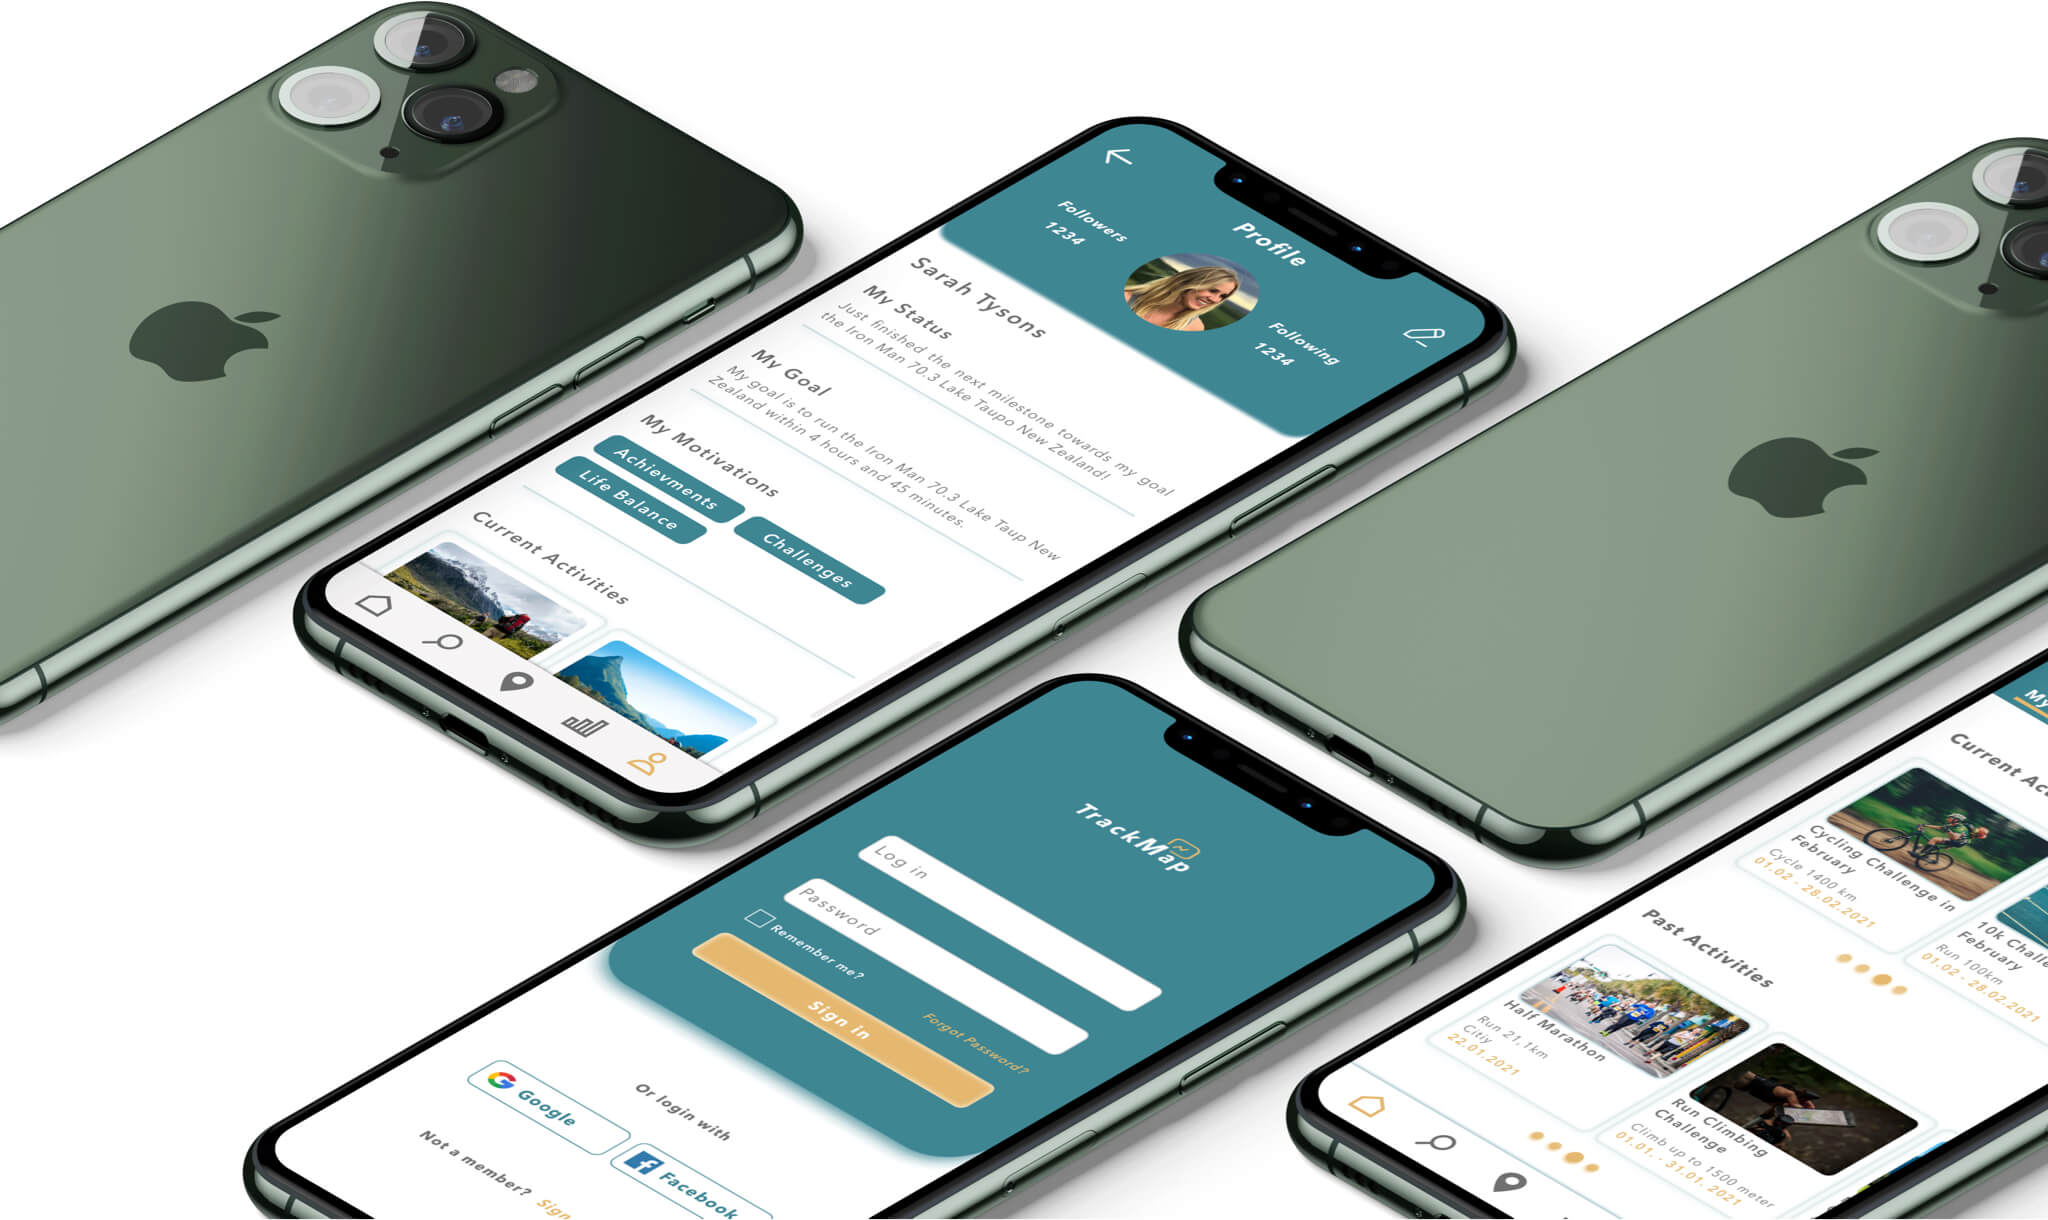 Profile
Followers
1234
Following
1234
Sarah Tysons
My Status
Just finished the next milestone towards my goal
the Iron Man 70.3 Lake Taupo New Zealand!
My Goal
My goal is to run the Iron Man 70.3 Lake Taup New
Zealand within 4 hours and 45 minutes.
My Motivations
Achievments
Life Balance
Challenges
Current Activities
TrackMap
Log in
Password
Remember me?
Forgot Password?
Sign in
Or login with
Google
Facebook
Not a member? Sign
My
Current Ac
Cycling Challenge in
February
Cycle 1400 km
01.02 - 28.02.2021
10k Challe
February
Run 100km
01.02 - 28.02.2021
Past Activities
Half Marathon
Run 21,1km
Citiy
22.01.2021
Run Climbing
Challenge
Climb up to 1500 meter
01.01. - 31.01. 2021